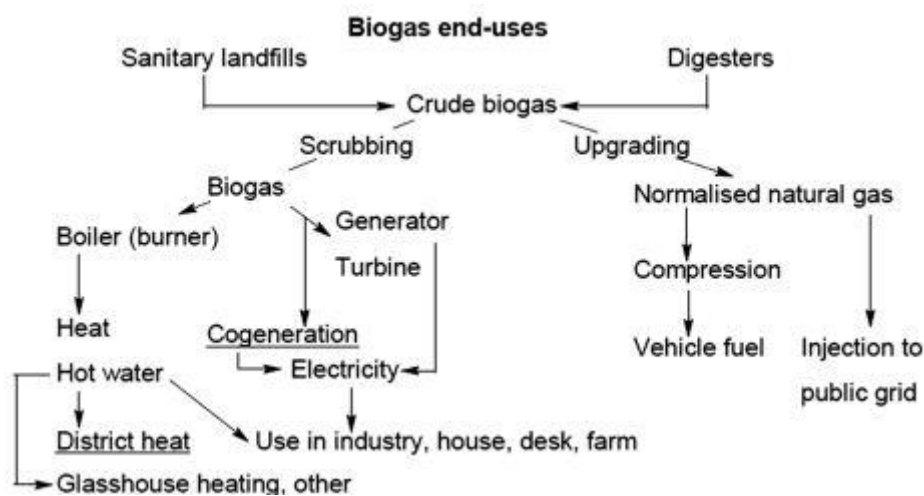 Biogas end-uses
Sanitary landfills
Digesters
Crude biogas
Scrubbing
Upgrading
Biogas
Normalised natural gas
Generator
Boiler (burner)
Turbine
Compression
Heat
Cogeneration
Vehicle fuel
Injection to
Hot water
Electricity
public grid
District heat
Use in industry, house, desk, farm
Glasshouse heating, other